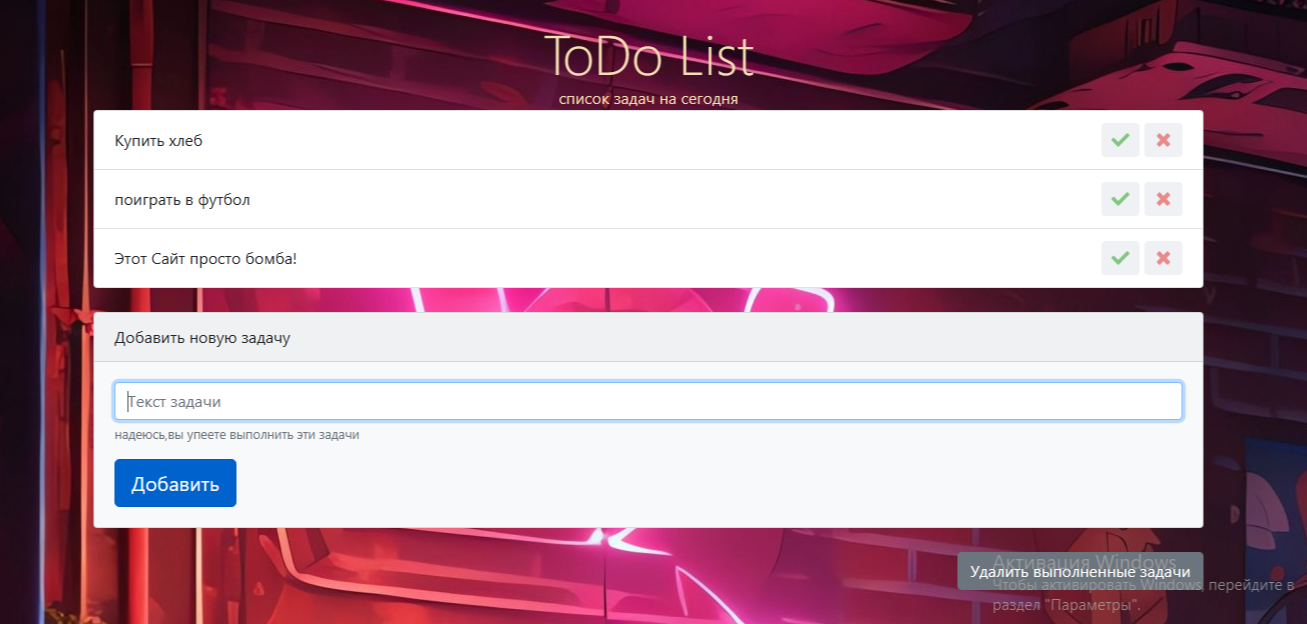 ToDo List
список задач на сегодня
Купить хлеб
поиграть в футбол
Этот Сайт просто бомба!
Добавить новую задачу
Текст задачи
надеюсь,вы упеете выполнить эти задачи
Добавить
Активация Windows
Удалить выполненные задачи
Чтобы активировать Windows, перейдите в
раздел "Параметры".